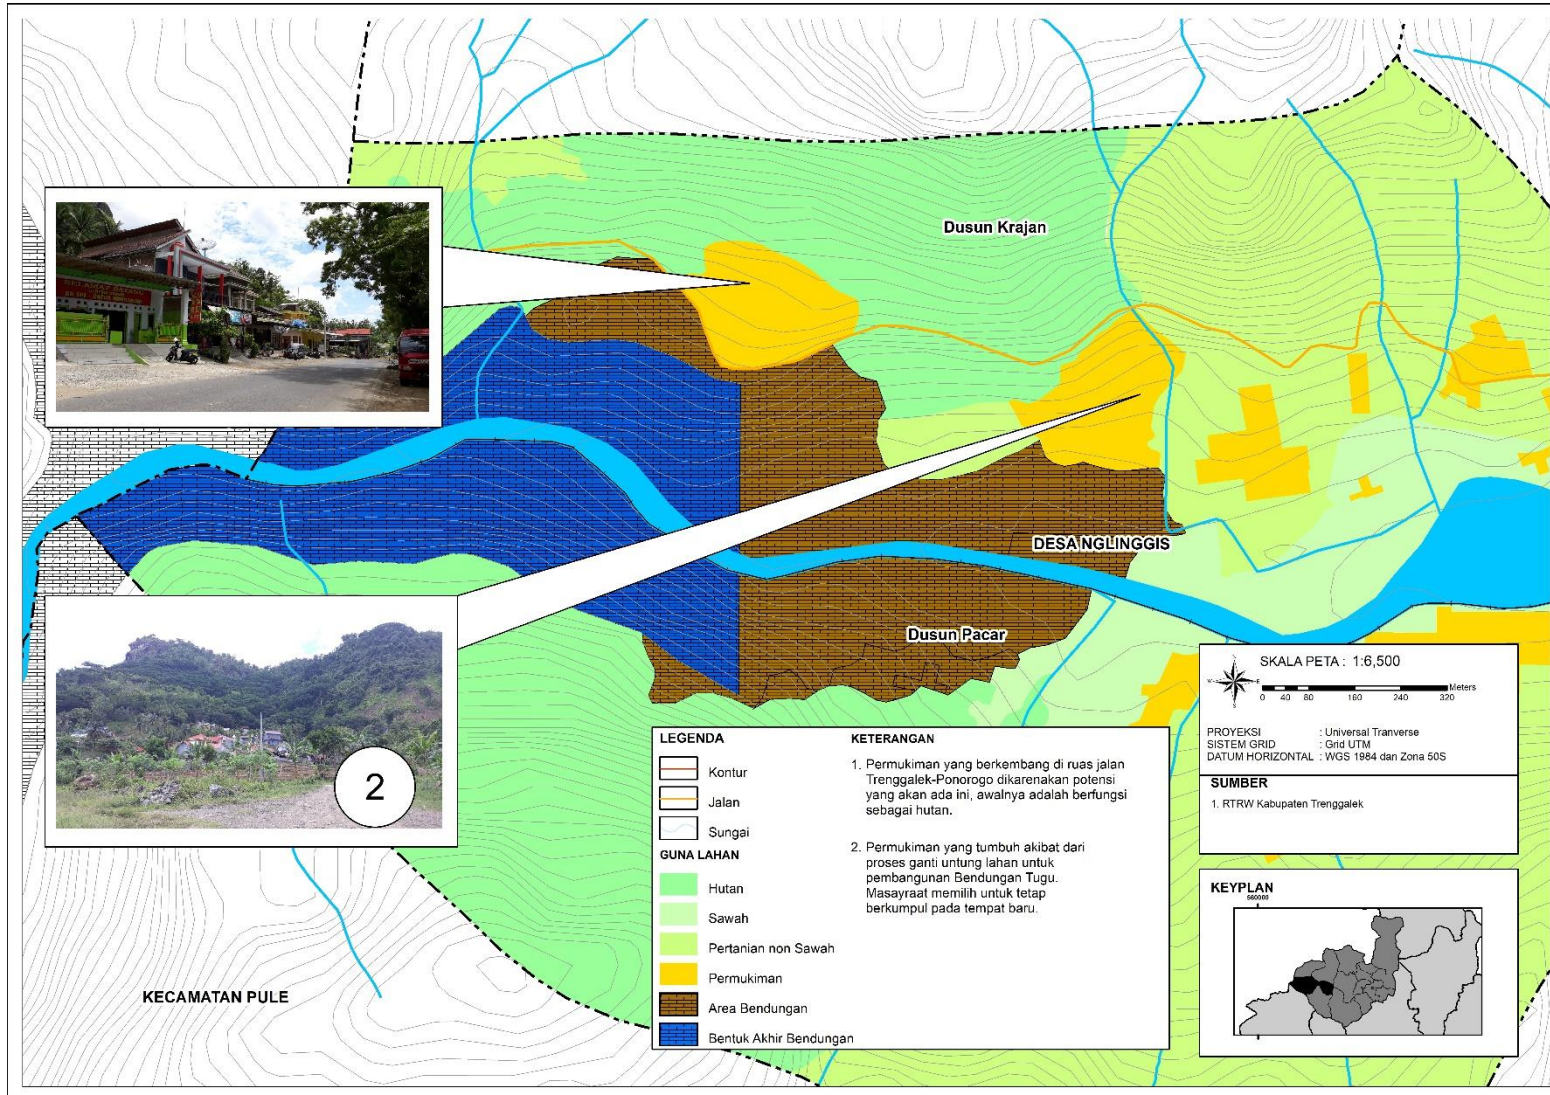 Dusun Krajan
SELAMAT DATANG
DESA NGLINGGIS
Dusun Pacar
2
KECAMATAN PULE
LEGENDA
Kontur
Jalan
Sungai
GUNA LAHAN
Hutan
Sawah
Pertanian non Sawah
Permukiman
Area Bendungan
Bentuk Akhir Bendungan
KETERANGAN
1. Permukiman yang berkembang di ruas jalan
Trenggalek-Ponorogo dikarenakan potensi
yang akan ada ini, awalnya adalah berfungsi
sebagai hutan.
2. Permukiman yang tumbuh akibat dari
proses ganti untung lahan untuk
pembangunan Bendungan Tugu.
Masayraat memilih untuk tetap
berkumpul pada tempat baru.
N
W E
S
SKALA PETA : 1:6,500
0 40 80 160 240 320 Meters
PROYEKSI : Universal Tranverse
SISTEM GRID : Grid UTM
DATUM HORIZONTAL : WGS 1984 dan Zona 50S
SUMBER
1. RTRW Kabupaten Trenggalek
KEYPLAN
560000